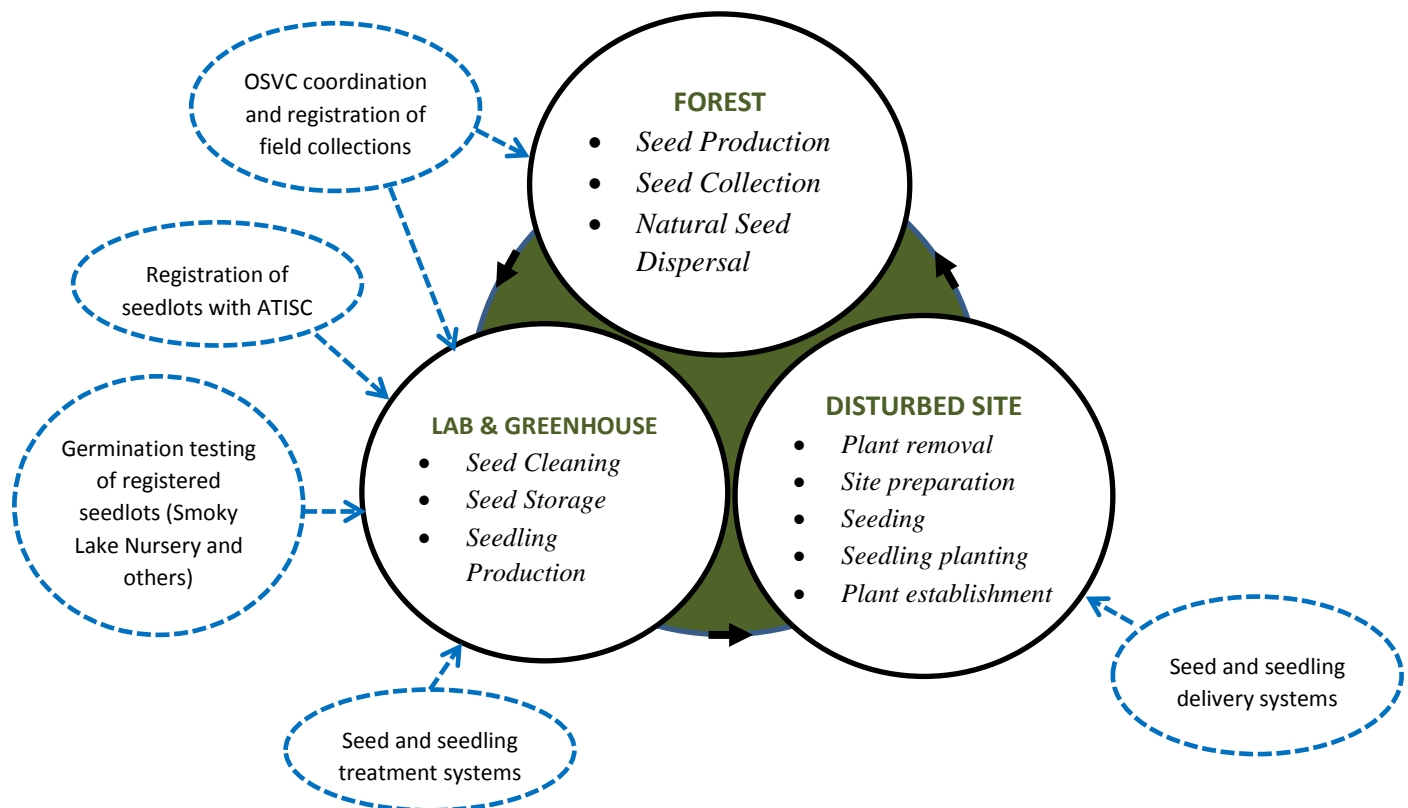 OSVC coordination
and registration of
field collections
FOREST
• Seed Production
• Seed Collection
• Natural Seed
Dispersal
Registration of
seedlots with ATISC
Germination testing
of registered
seedlots (Smoky
Lake Nursery and
others)
LAB & GREENHOUSE
• Seed Cleaning
• Seed Storage
• Seedling
Production
DISTURBED SITE
• Plant removal
• Site preparation
• Seeding
• Seedling planting
• Plant establishment
Seed and seedling
treatment systems
Seed and seedling
delivery systems